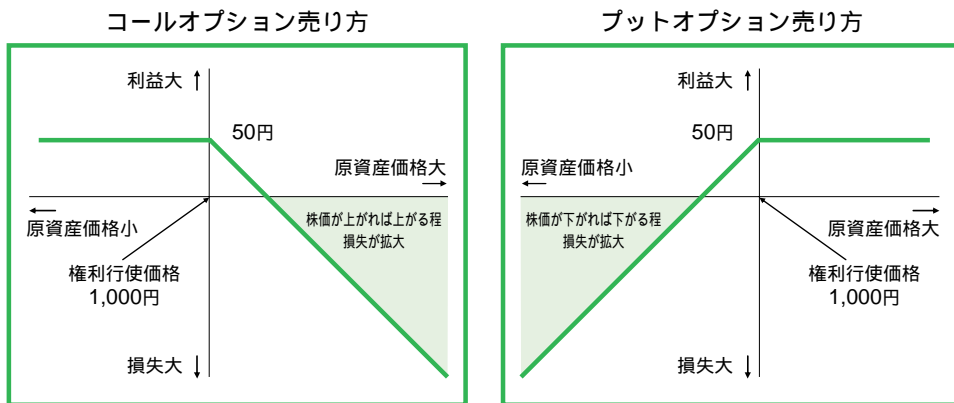 コールオプション売り方
利益大
50円
原資産価格大
原資産価格小
株価が上がれば上がる程
損失が拡大
権利行使価格
1,000円
損失大
プットオプション売り方
利益大
50円
原資産価格小
株価が下がれば下がる程
損失が拡大
原資産価格大
権利行使価格
1,000円
損失大